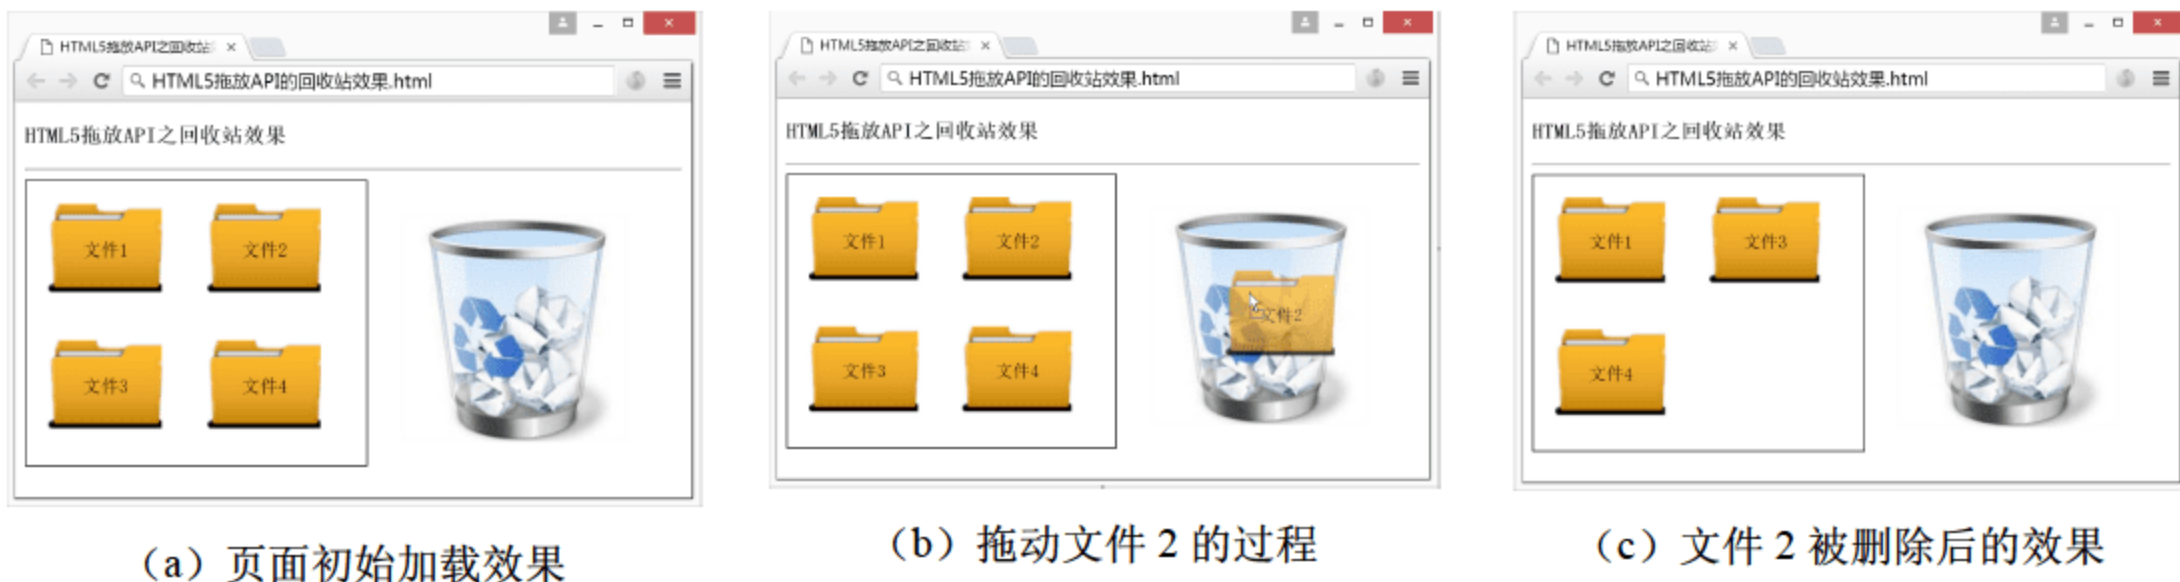 HTML5拖放API之回收站
HTML5拖放API的回收站效果.html
HTML5拖放API之回收站效果
文件1
文件2
文件3
文件4
(a)页面初始加载效果
HTML5拖放API之回收站
HTML5拖放API的回收站效果.html
HTML5拖放API之回收站效果
文件1
文件2
文件2
文件3
文件4
(b)拖动文件 2 的过程
HTML5拖放API之回收站
HTML5拖放API的回收站效果.html
HTML5拖放API之回收站效果
文件1
文件3
文件4
(c)文件 2 被删除后的效果